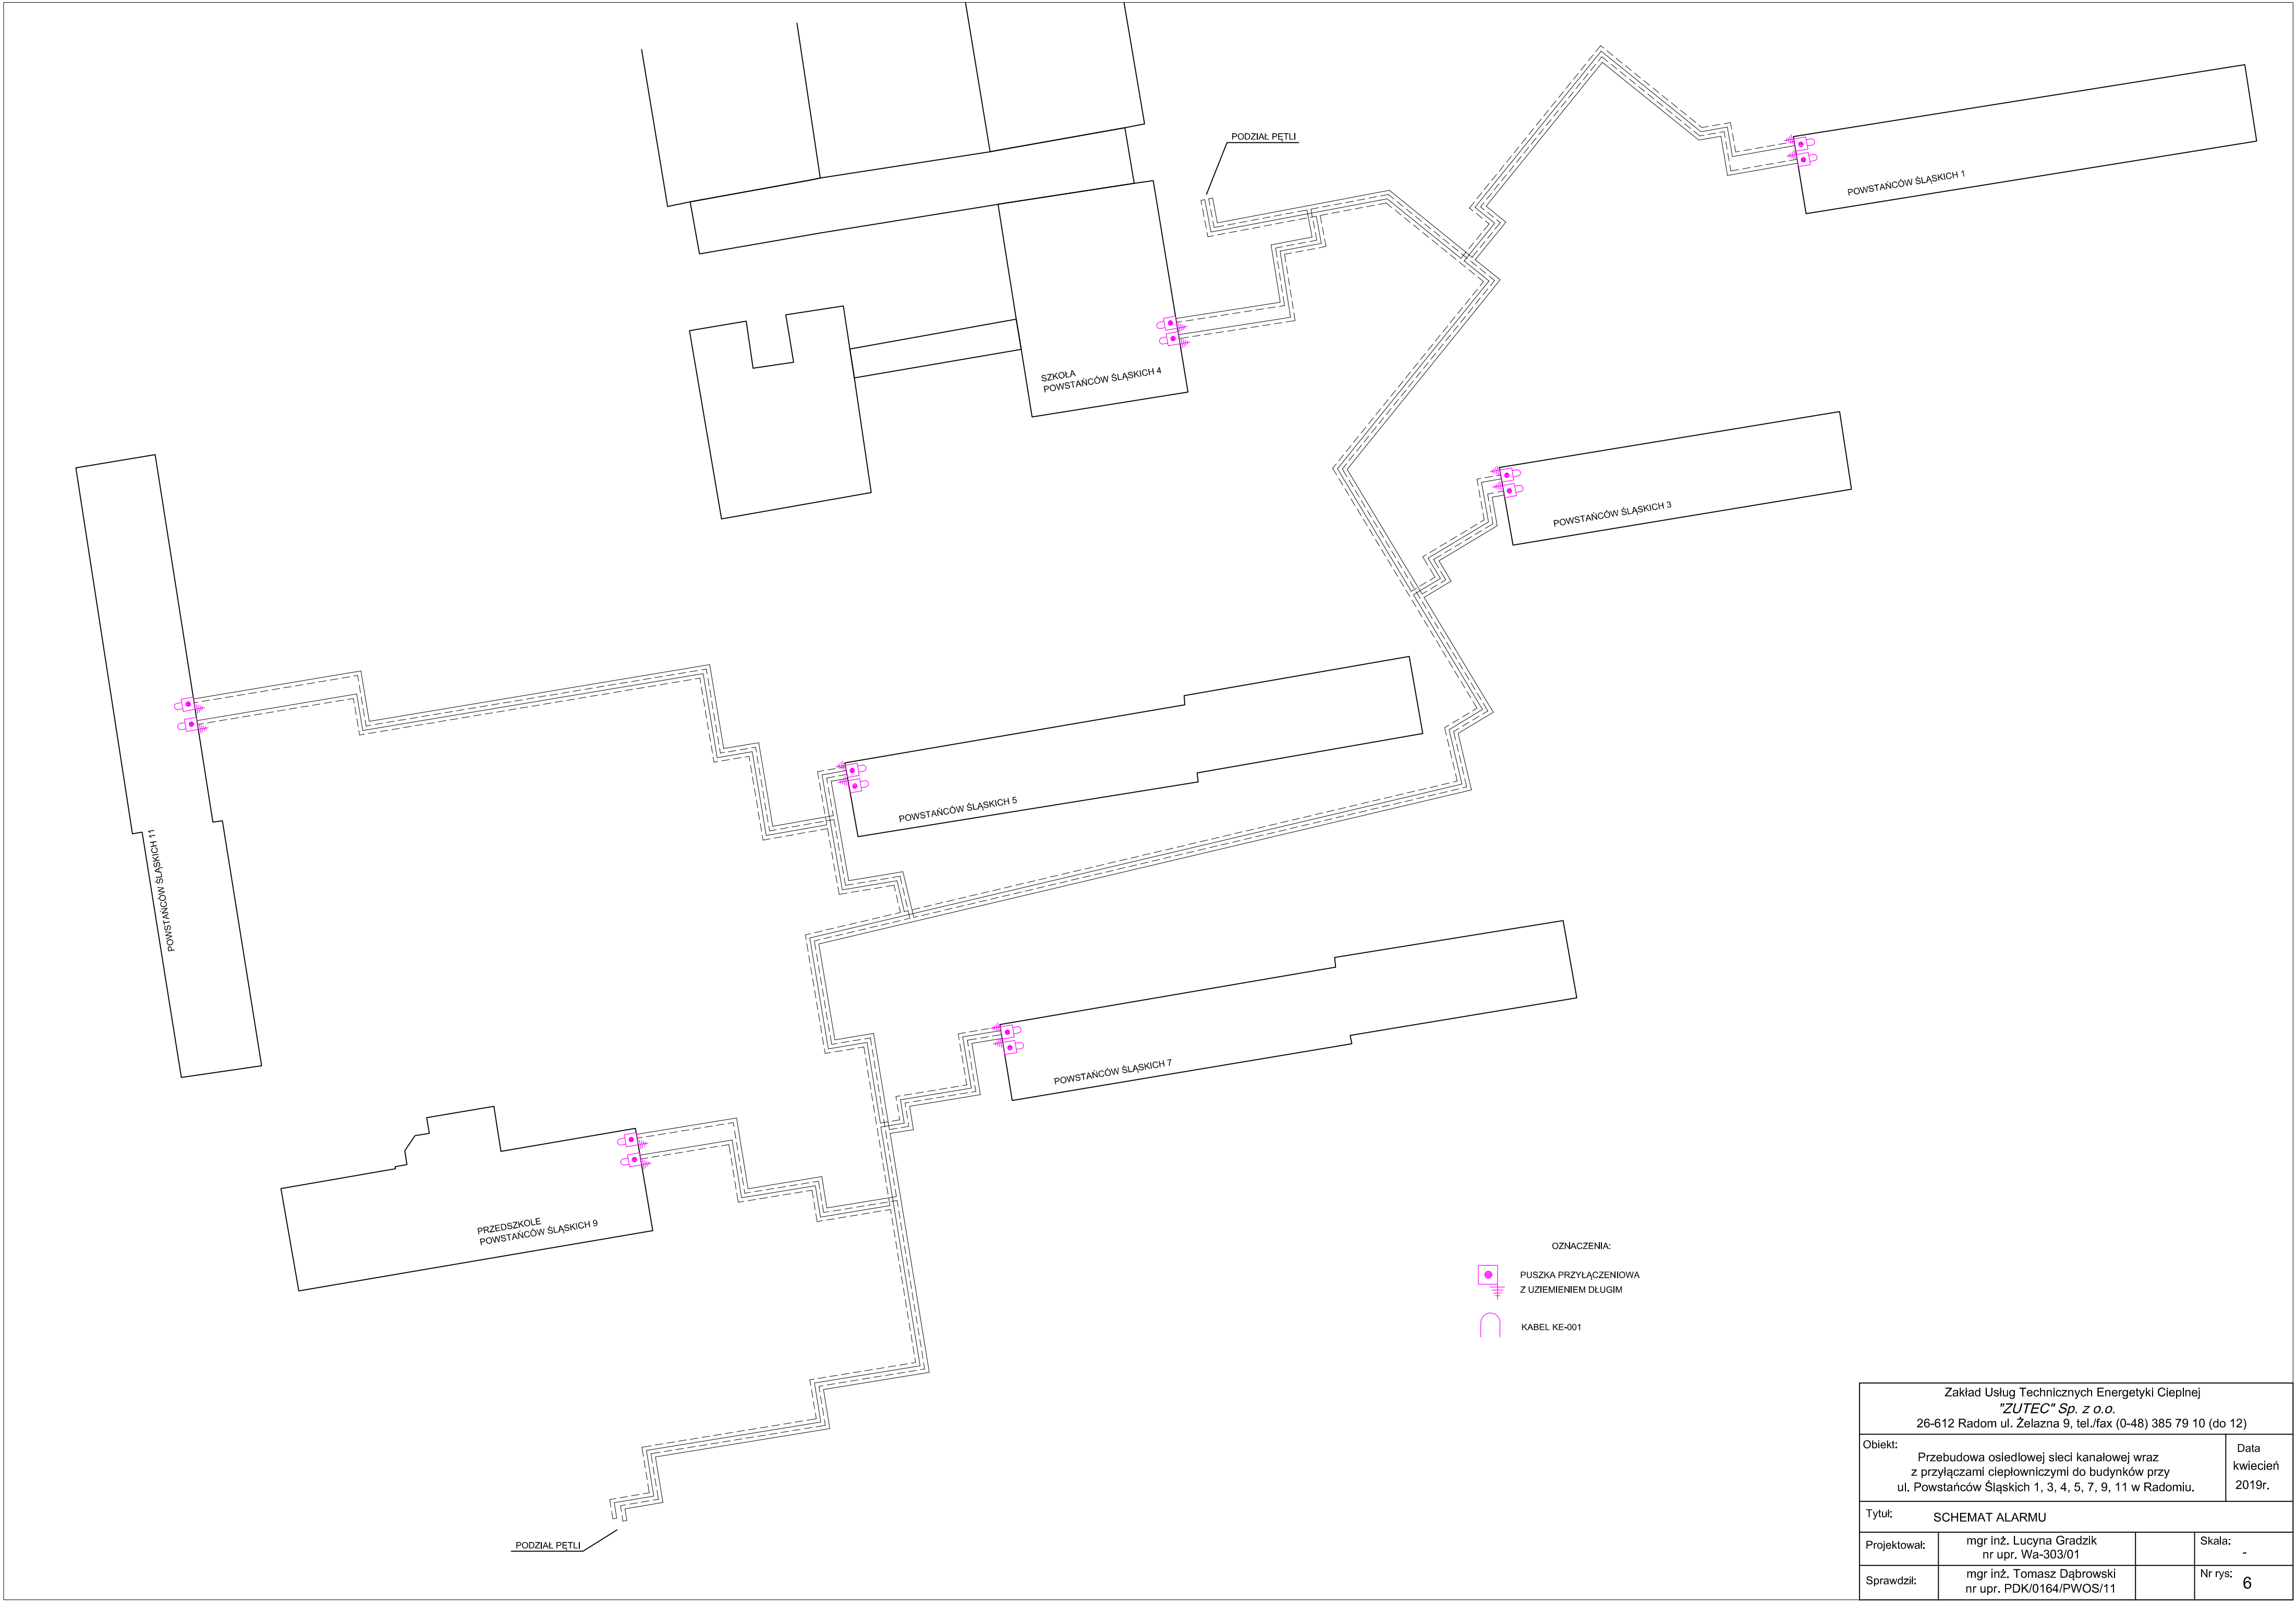 PODZIAŁ PĘTLI
POWSTAŃCÓW ŚLĄSKICH 1
SZKOŁA
POWSTAŃCÓW ŚLĄSKICH 4
POWSTAŃCÓW ŚLĄSKICH 3
POWSTAŃCÓW ŚLĄSKICH 5
POWSTAŃCÓW ŚLĄSKICH 11
POWSTAŃCÓW ŚLĄSKICH 7
PRZEDSZKOLE
POWSTAŃCÓW ŚLĄSKICH 9
OZNACZENIA:
PUSZKA PRZYŁĄCZENIOWA
Z UZIEMIENIEM DŁUGIM
KABEL KE-001
PODZIAŁ PĘTLI
Zakład Usług Technicznych Energetyki Cieplnej
"ZUTEC" Sp. z o.o.
26-612 Radom ul. Żelazna 9, tel./fax (0-48) 385 79 10 (do 12)
Obiekt:
Przebudowa osiedlowej sieci kanałowej wraz
z przyłączami ciepłowniczymi do budynków przy
ul. Powstańców Śląskich 1, 3, 4, 5, 7, 9, 11 w Radomiu.
Data
kwiecień
2019r.
Tytuł:
SCHEMAT ALARMU
Projektował:
mgr inż. Lucyna Gradzik
nr upr. Wa-303/01
Skala:
-
Sprawdził:
mgr inż. Tomasz Dąbrowski
nr upr. PDK/0164/PWOS/11
Nr rys:
6